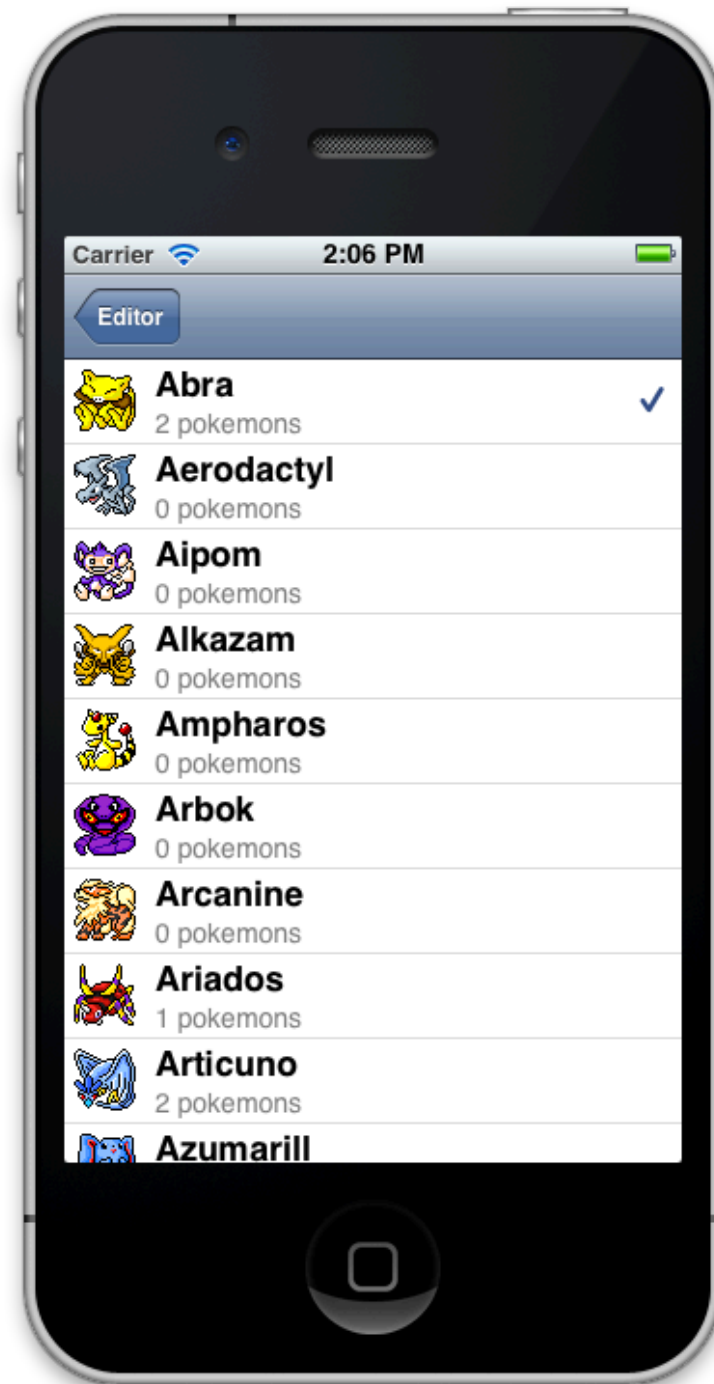 Carrier 2:06 PM
Editor
Abra
2 pokemons
Aerodactyl
0 pokemons
Aipom
0 pokemons
Alkazam
0 pokemons
Ampharos
0 pokemons
Arbok
0 pokemons
Arcanine
0 pokemons
Ariados
1 pokemons
Articuno
2 pokemons
Azumarill